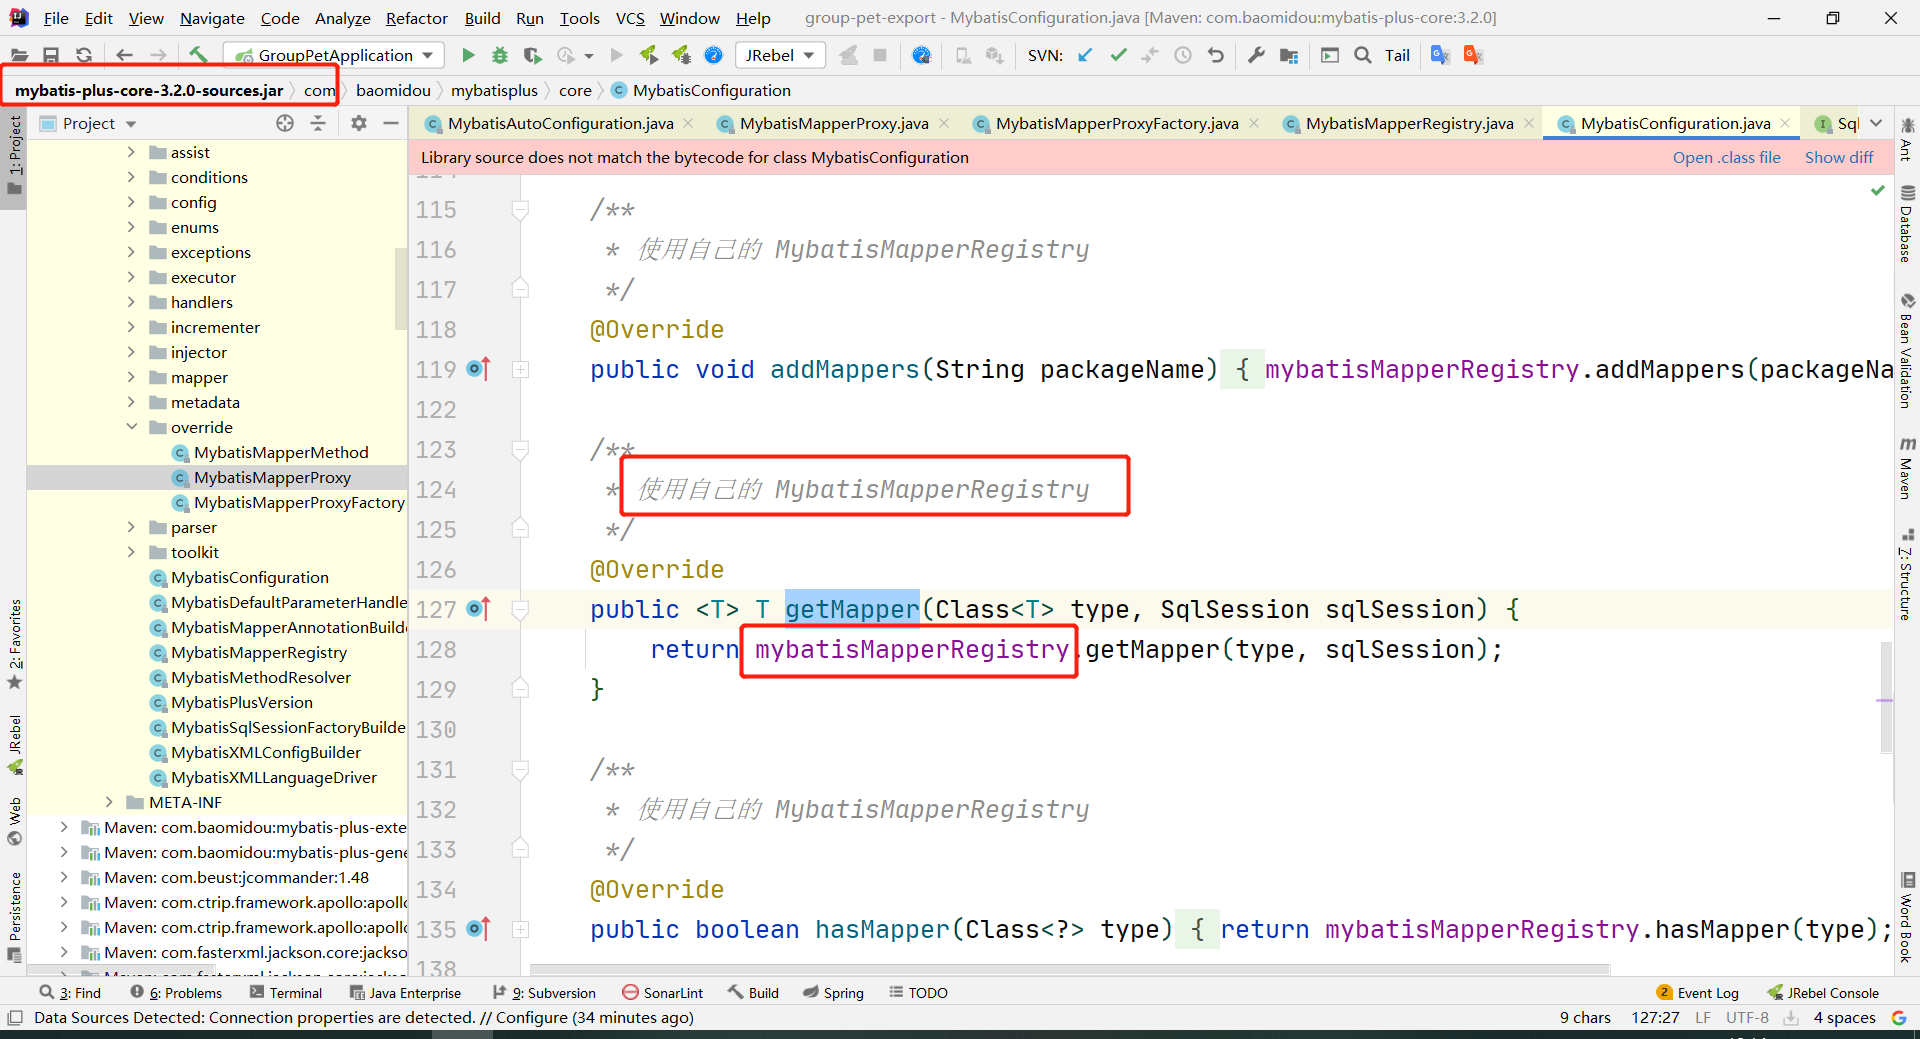 File Edit View Navigate Code Analyze Refactor Build Run Tools VCS Window Help group-pet-export - MybatisConfiguration.java [Maven: com.baomidou:mybatis-plus-core:3.2.0]
GroupPetApplication JRebel SVN: Tail
mybatis-plus-core-3.2.0-sources.jar com baomidou mybatisplus core MybatisConfiguration
Project MybatisAutoConfiguration.java MybatisMapperProxy.java MybatisMapperProxyFactory.java MybatisMapperRegistry.java MybatisConfiguration.java Sql
Library source does not match the bytecode for class MybatisConfiguration Open .class file Show diff
1: Project
2: Favorites
JRebel
Web
Persistence
assist
conditions
config
enums
exceptions
executor
handlers
incrementer
injector
mapper
metadata
override
MybatisMapperMethod
MybatisMapperProxy
MybatisMapperProxyFactory
parser
toolkit
MybatisConfiguration
MybatisDefaultParameterHandle
MybatisMapperAnnotationBuild
MybatisMapperRegistry
MybatisMethodResolver
MybatisPlusVersion
MybatisSqlSessionFactoryBuilde
MybatisXMLConfigBuilder
MybatisXMLLanguageDriver
META-INF
Maven: com.baomidou:mybatis-plus-exte
Maven: com.baomidou:mybatis-plus-gene
Maven: com.beust:jcommander:1.48
Maven: com.ctrip.framework.apollo:apollo
Maven: com.ctrip.framework.apollo:apollo
Maven: com.fasterxml.jackson.core:jackso
115 /**
116 * 使用自己的 MybatisMapperRegistry
117 */
118 @Override
119 public void addMappers(String packageName) { mybatisMapperRegistry.addMappers(packageNa
122
123 /**
124 * 使用自己的 MybatisMapperRegistry
125 */
126 @Override
127 public <T> T getMapper(Class<T> type, SqlSession sqlSession) {
128 return mybatisMapperRegistry.getMapper(type, sqlSession);
129 }
130
131 /**
132 * 使用自己的 MybatisMapperRegistry
133 */
134 @Override
135 public boolean hasMapper(Class<?> type) { return mybatisMapperRegistry.hasMapper(type);
138
Ant
Database
Bean Validation
Maven
7: Structure
Word Book
3: Find 6: Problems Terminal Java Enterprise 9: Subversion SonarLint Build Spring TODO 2 Event Log JRebel Console
Data Sources Detected: Connection properties are detected. // Configure (34 minutes ago) 9 chars 127:27 LF UTF-8 4 spaces